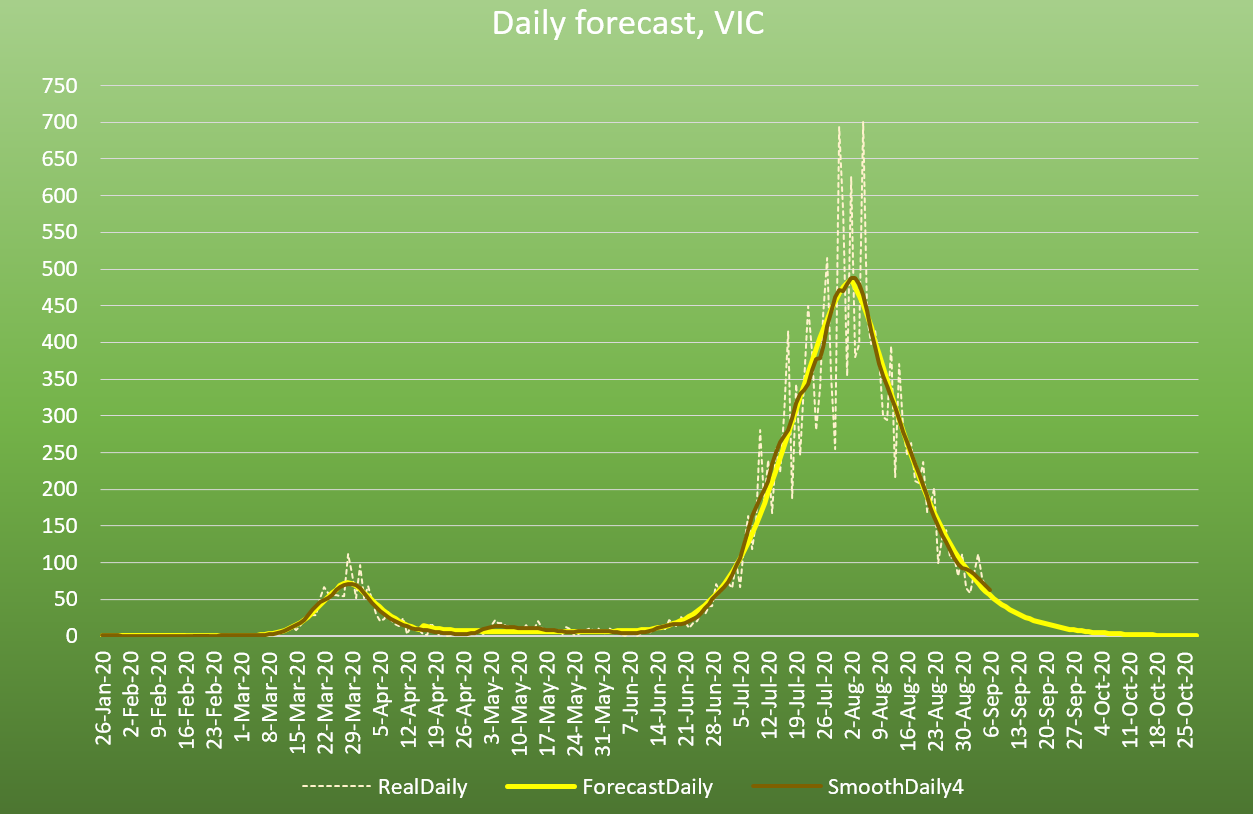 Daily forecast, VIC
750
700
650
600
550
500
450
400
350
300
250
200
150
100
50
0
26-Jan-20
2-Feb-20
9-Feb-20
16-Feb-20
23-Feb-20
1-Mar-20
8-Mar-20
15-Mar-20
22-Mar-20
29-Mar-20
5-Apr-20
12-Apr-20
19-Apr-20
26-Apr-20
3-May-20
10-May-20
17-May-20
24-May-20
31-May-20
7-Jun-20
14-Jun-20
21-Jun-20
28-Jun-20
5-Jul-20
12-Jul-20
19-Jul-20
26-Jul-20
2-Aug-20
9-Aug-20
16-Aug-20
23-Aug-20
30-Aug-20
6-Sep-20
13-Sep-20
20-Sep-20
27-Sep-20
4-Oct-20
11-Oct-20
18-Oct-20
25-Oct-20
RealDaily ForecastDaily SmoothDaily4